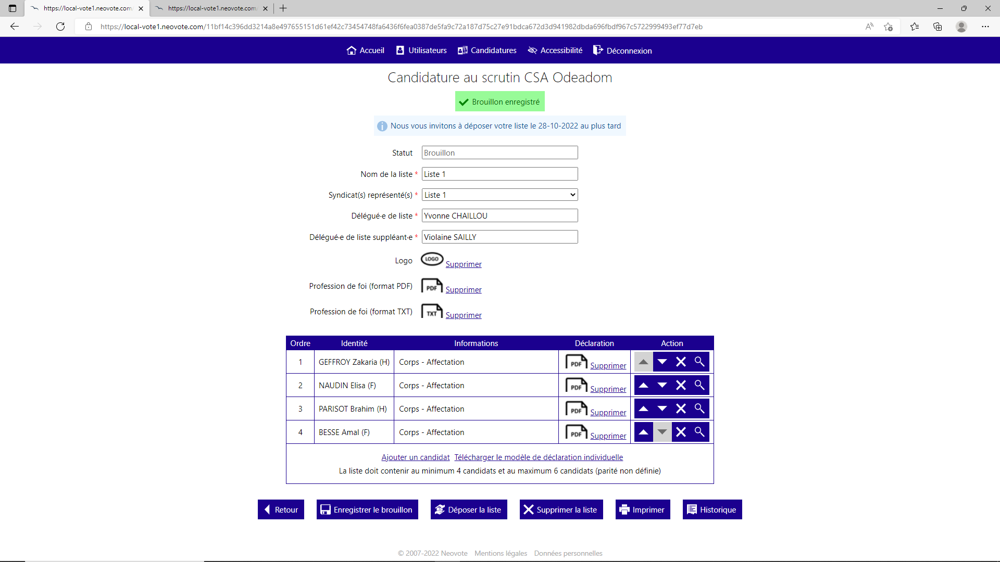 https://local-vote1.neovote.com/
https://local-vote1.neovote.com/
https://local-vote1.neovote.com/11bf14c396dd3214a8e497655151d61ef42c73454748fa6436f6fea0387de5fa9c72a187d75c27e91bdca672d3d941982dbda696fbdf967c5722999493ef77d7eb
Accueil Utilisateurs Candidatures Accessibilité Déconnexion
Candidature au scrutin CSA Odeadom
Brouillon enregistré
Nous vous invitons à déposer votre liste le 28-10-2022 au plus tard
Statut Brouillon
Nom de la liste * Liste 1
Syndicat(s) représenté(s) * Liste 1
Délégué·e de liste * Yvonne CHAILLOU
Délégué·e de liste suppléant·e * Violaine SAILLY
Logo LOGO Supprimer
Profession de foi (format PDF) PDF Supprimer
Profession de foi (format TXT) TXT Supprimer
Ordre Identité Informations Déclaration Action
1 GEFFROY Zakaria (H) Corps - Affectation PDF Supprimer
2 NAUDIN Elisa (F) Corps - Affectation PDF Supprimer
3 PARISOT Brahim (H) Corps - Affectation PDF Supprimer
4 BESSE Amal (F) Corps - Affectation PDF Supprimer
Ajouter un candidat Télécharger le modèle de déclaration individuelle
La liste doit contenir au minimum 4 candidats et au maximum 6 candidats (parité non définie)
Retour Enregistrer le brouillon Déposer la liste Supprimer la liste Imprimer Historique
© 2007-2022 Neovote Mentions légales Données personnelles